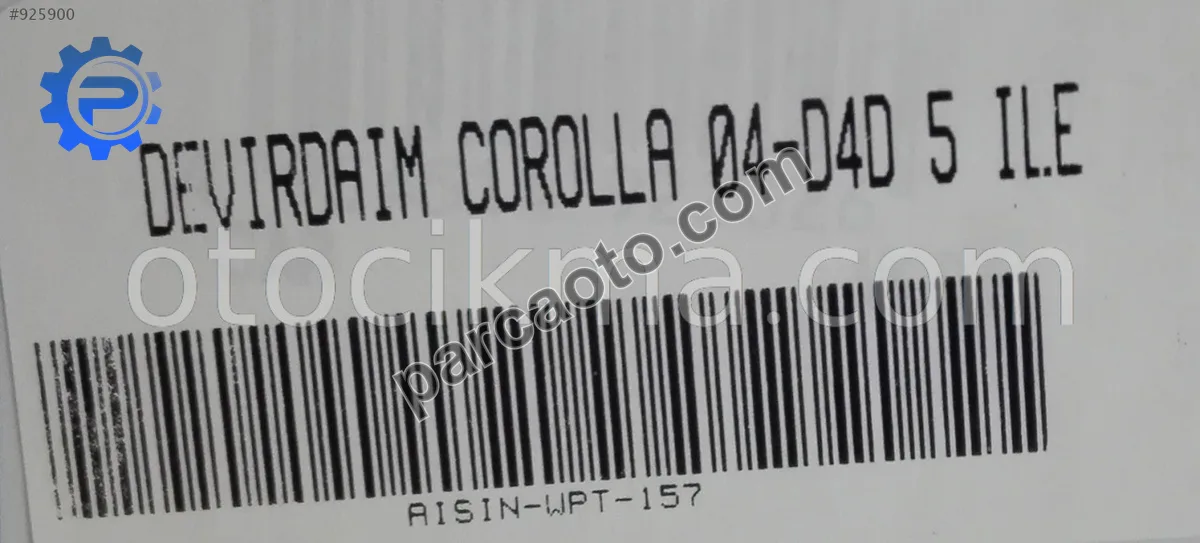 #925900
DEVIRDAIM COROLLA 04-D4D 5 IL.E
otocikma.com
parcaoto.com
AISIN-WPT-157